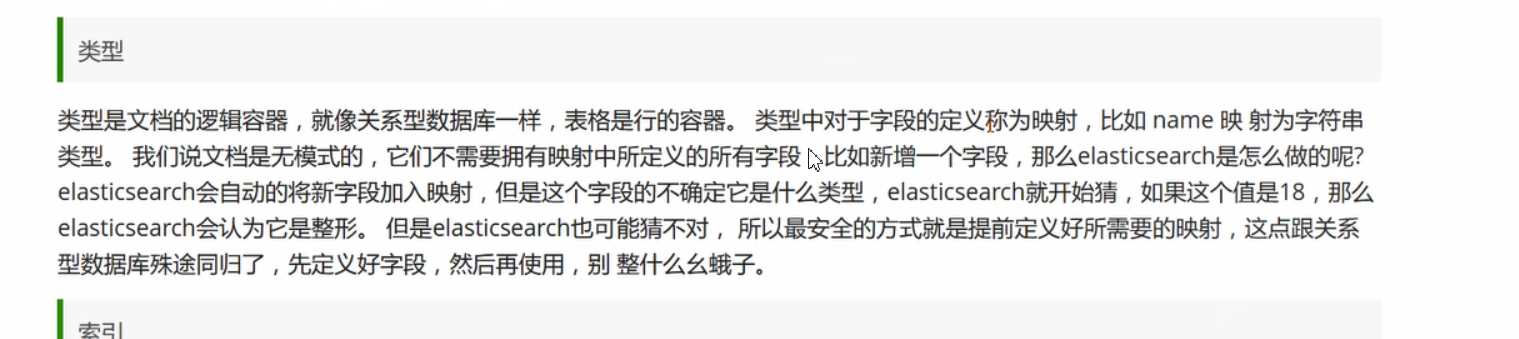 类型
类型是文档的逻辑容器，就像关系型数据库一样，表格是行的容器。 类型中对于字段的定义称为映射，比如 name 映 射为字符串
类型。 我们说文档是无模式的，它们不需要拥有映射中所定义的所有字段，比如新增一个字段，那么elasticsearch是怎么做的呢?
elasticsearch会自动的将新字段加入映射，但是这个字段的不确定它是什么类型，elasticsearch就开始猜，如果这个值是18，那么
elasticsearch会认为它是整形。 但是elasticsearch也可能猜不对， 所以最安全的方式就是提前定义好所需要的映射，这点跟关系
型数据库殊途同归了，先定义好字段，然后再使用，别 整什么幺蛾子。
索引